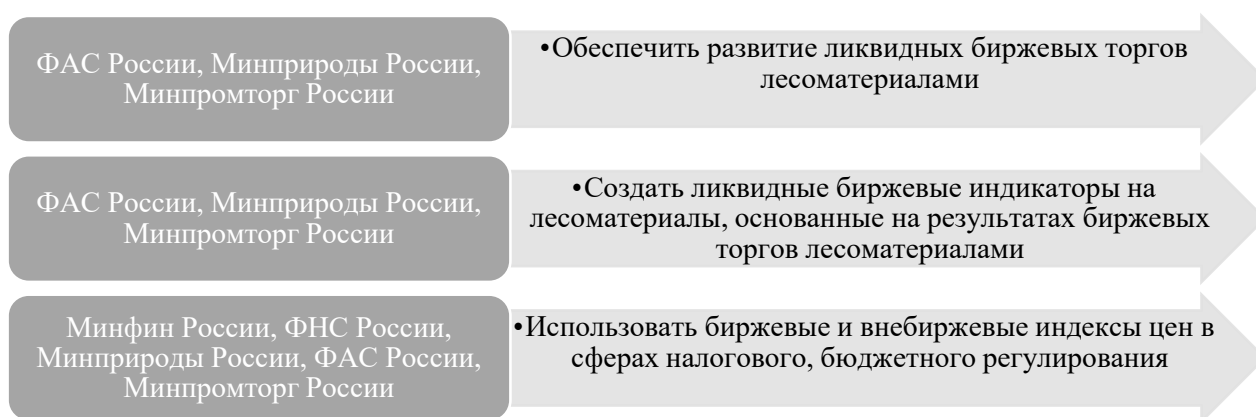 ФАС России, Минприроды России,
Минпромторг России
•Обеспечить развитие ликвидных биржевых торгов
лесоматериалами
ФАС России, Минприроды России,
Минпромторг России
•Создать ликвидные биржевые индикаторы на
лесоматериалы, основанные на результатах биржевых
торгов лесоматериалами
Минфин России, ФНС России,
Минприроды России, ФАС России,
Минпромторг России
•Использовать биржевые и внебиржевые индексы цен в
сферах налогового, бюджетного регулирования